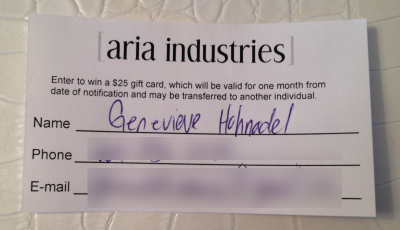 [aria industries]
Enter to win a $25 gift card, which will be valid for one month from
date of notification and may be transferred to another individual.
Name Genevieve Hohnadel
Phone
E-mail